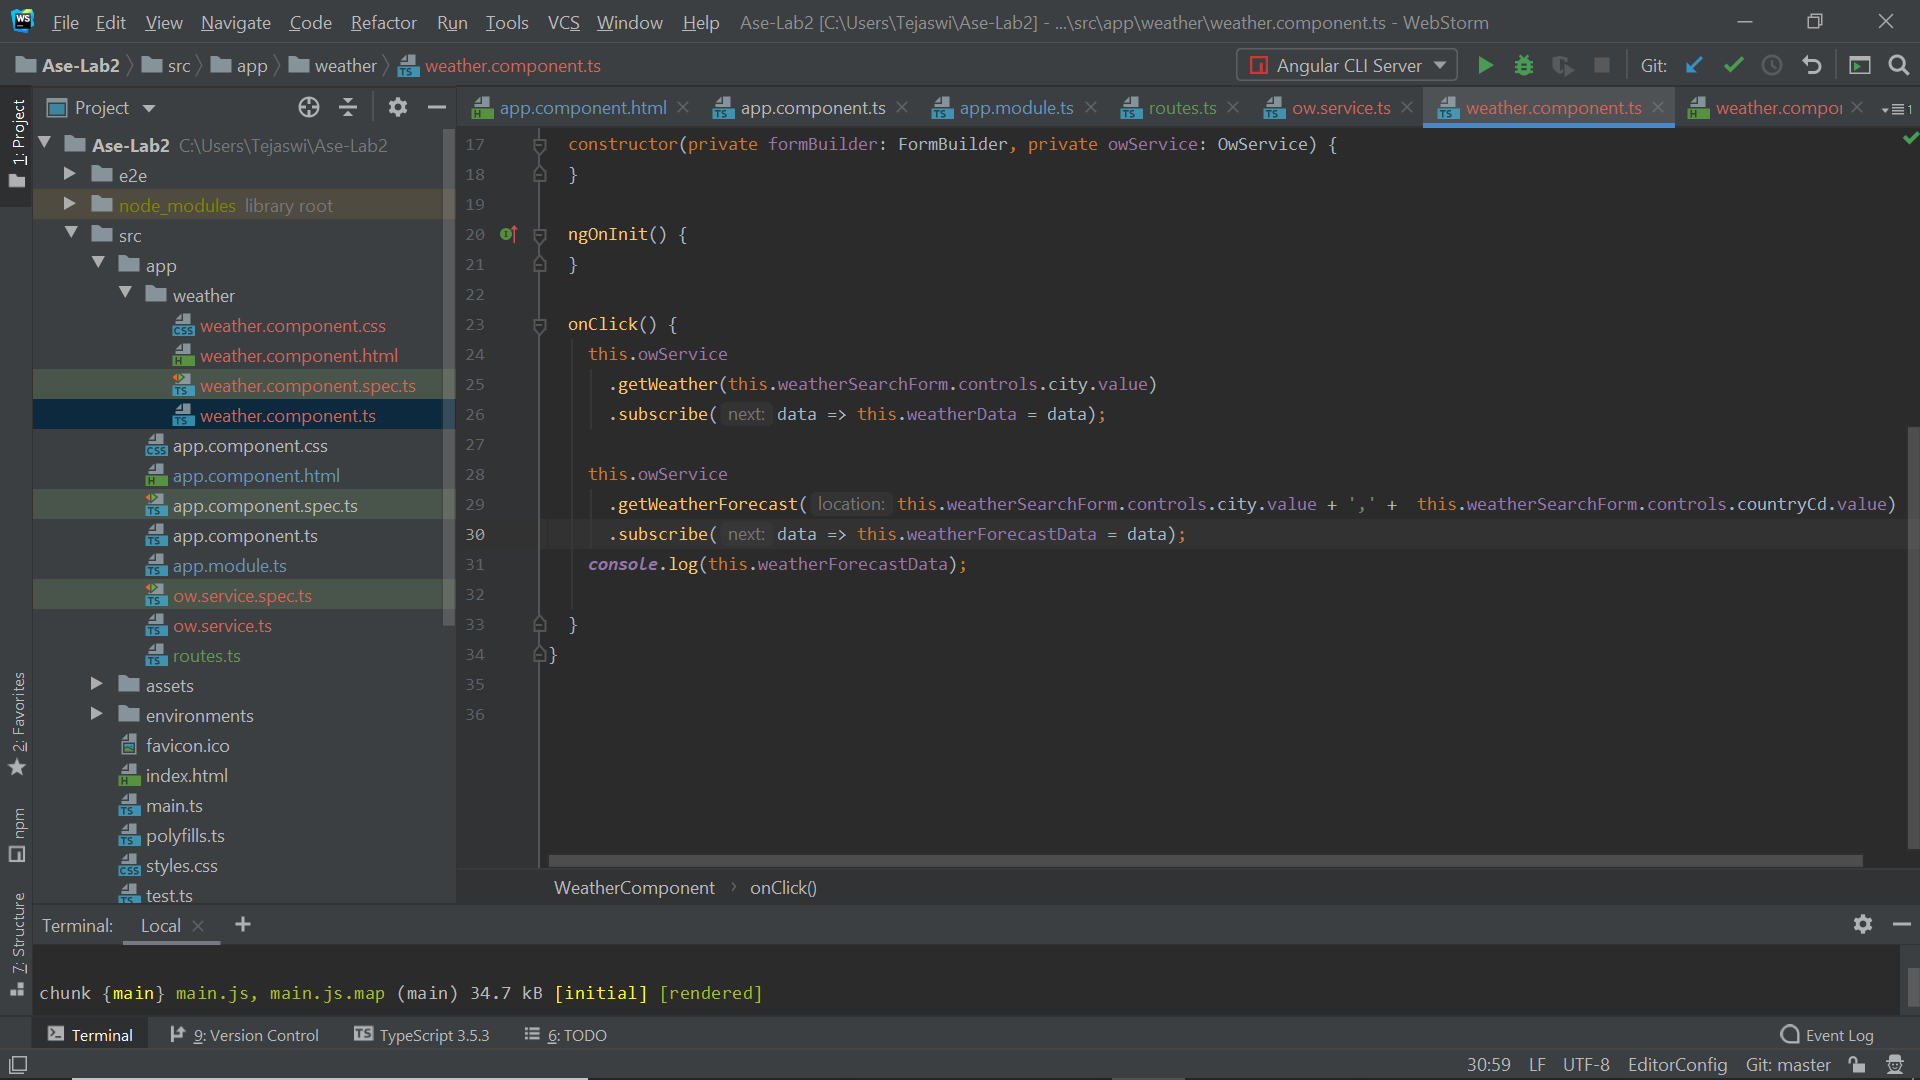 WS File Edit View Navigate Code Refactor Run Tools VCS Window Help Ase-Lab2 [C:\Users\Tejaswi\Ase-Lab2] - ...\src\app\weather\weather.component.ts - WebStorm
Ase-Lab2 src app weather weather.component.ts Angular CLI Server Git:
1: Project
Project
app.component.html app.component.ts app.module.ts routes.ts ow.service.ts weather.component.ts weather.compo 1
Ase-Lab2 C:\Users\Tejaswi\Ase-Lab2
e2e
node_modules library root
src
app
weather
weather.component.css
weather.component.html
weather.component.spec.ts
weather.component.ts
app.component.css
app.component.html
app.component.spec.ts
app.component.ts
app.module.ts
ow.service.spec.ts
ow.service.ts
routes.ts
assets
environments
favicon.ico
index.html
main.ts
polyfills.ts
styles.css
test.ts
17 constructor(private formBuilder: FormBuilder, private owService: OwService) {
18 }
19
20 ngOnInit() {
21 }
22
23 onClick() {
24 this.owService
25 .getWeather(this.weatherSearchForm.controls.city.value)
26 .subscribe( next: data => this.weatherData = data);
27
28 this.owService
29 .getWeatherForecast( location: this.weatherSearchForm.controls.city.value + ',' + this.weatherSearchForm.controls.countryCd.value)
30 .subscribe( next: data => this.weatherForecastData = data);
31 console.log(this.weatherForecastData);
32
33 }
34 }
35
36
WeatherComponent onClick()
2: Favorites
npm
7: Structure
Terminal: Local +
chunk {main} main.js, main.js.map (main) 34.7 kB [initial] [rendered]
Terminal 9: Version Control TypeScript 3.5.3 6: TODO Event Log
30:59 LF UTF-8 EditorConfig Git: master